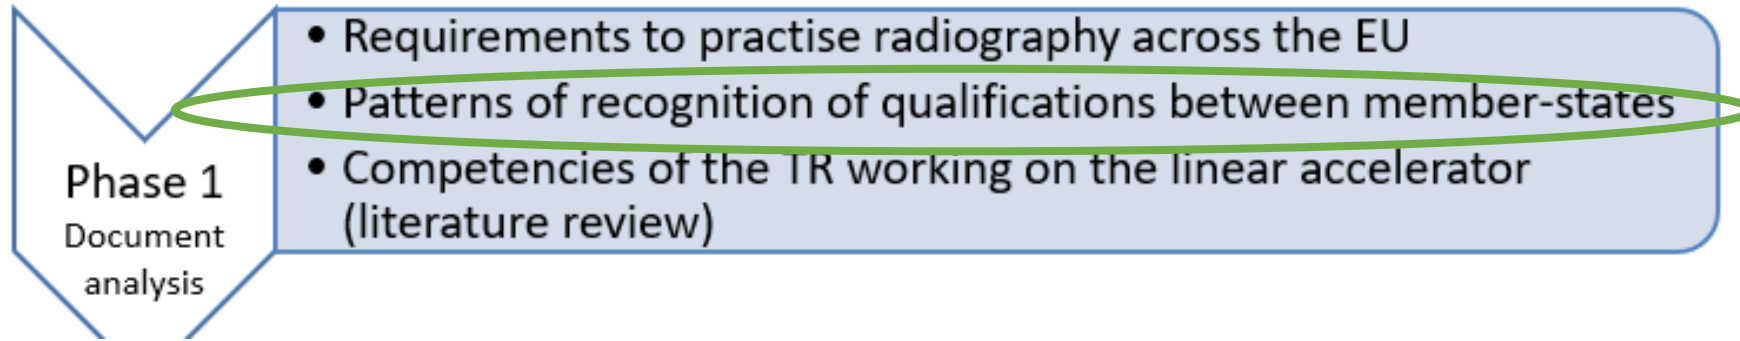 Phase 1
Document
analysis
• Requirements to practise radiography across the EU
• Patterns of recognition of qualifications between member-states
• Competencies of the TR working on the linear accelerator
(literature review)